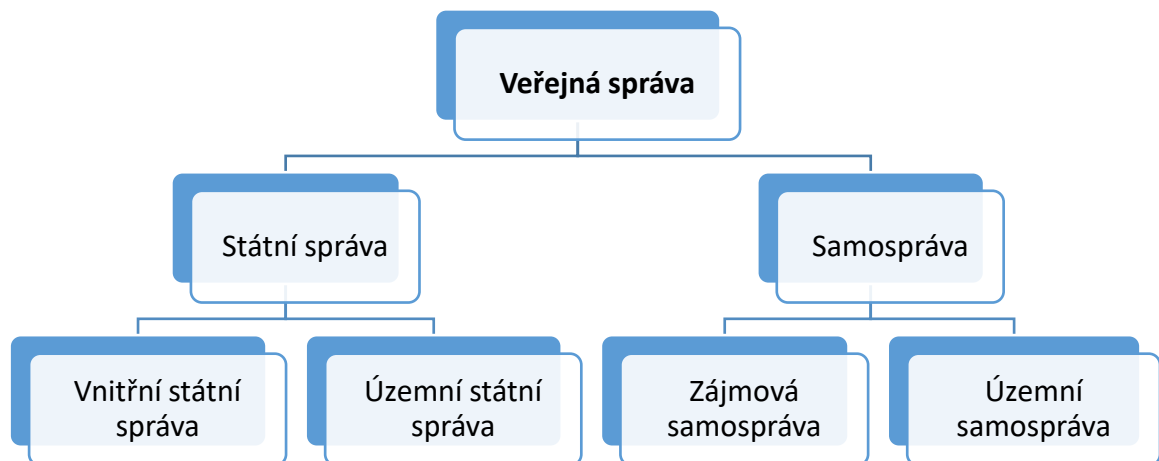 Veřejná správa
Státní správa
Samospráva
Vnitřní státní
správa
Územní státní
správa
Zájmová
samospráva
Územní
samospráva